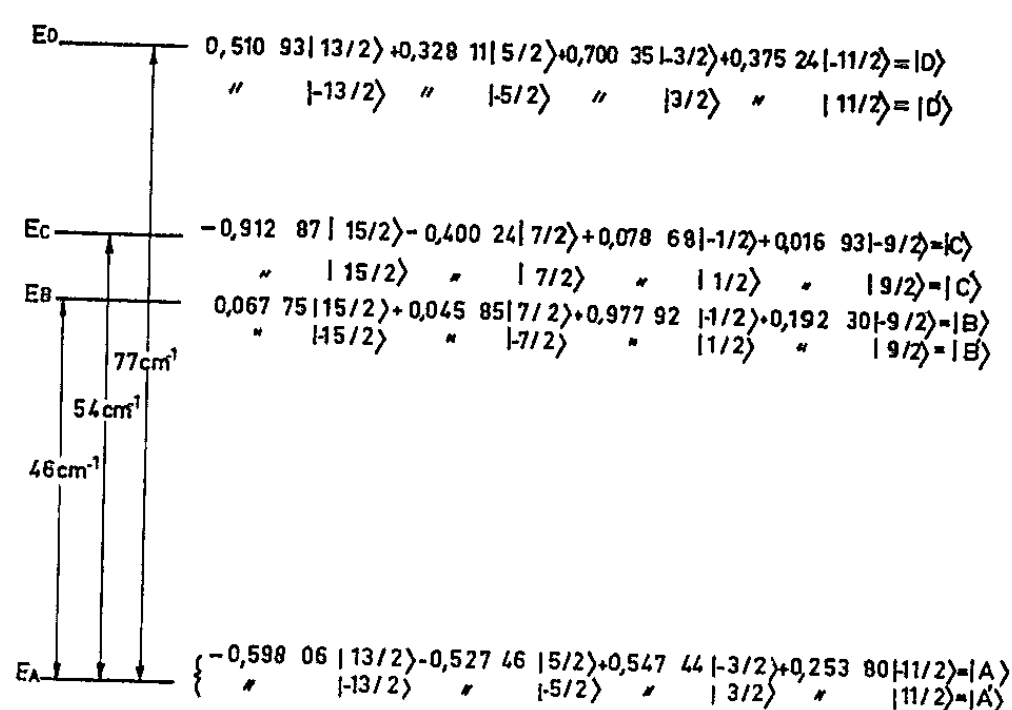 ED 0,510 93| 13/2⟩ +0,328 11| 5/2⟩+0,700 35 |-3/2⟩+0,375 24|-11/2⟩=|D⟩
〃 |-13/2⟩ 〃 |-5/2⟩ 〃 |3/2⟩ 〃 | 11/2⟩=|D'⟩
EC -0,912 87 | 15/2⟩- 0,400 24| 7/2⟩+0,078 68|-1/2⟩+0,016 93|-9/2⟩=|C⟩
〃 | 15/2⟩ 〃 | 7/2⟩ 〃 | 1/2⟩ 〃 | 9/2⟩=|C'⟩
EB 0,067 75|15/2⟩+0,045 85|7/2⟩+0,977 92 |-1/2⟩+0,192 30|-9/2⟩=|B⟩
〃 |-15/2⟩ 〃 |-7/2⟩ 〃 |1/2⟩ 〃 | 9/2⟩=|B'⟩
77cm⁻¹
54cm⁻¹
46cm⁻¹
EA { -0,598 06 | 13/2⟩-0,527 46 |5/2⟩+0,547 44 |-3/2⟩+0,253 80|-11/2⟩=|A⟩
〃 |-13/2⟩ 〃 |-5/2⟩ 〃 | 3/2⟩ 〃 |11/2⟩=|A'⟩